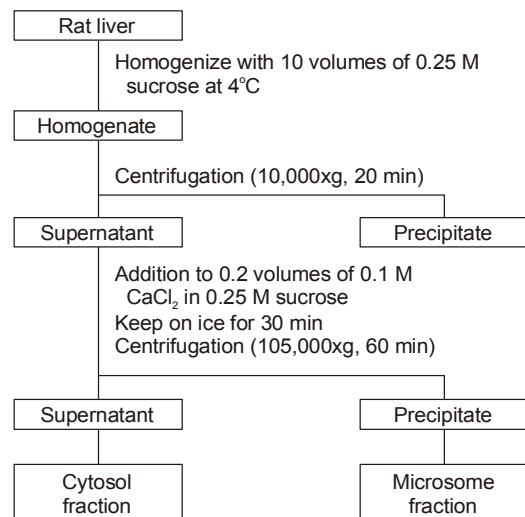 Rat liver
Homogenize with 10 volumes of 0.25 M
sucrose at 4°C
Homogenate
Centrifugation (10,000xg, 20 min)
Supernatant
Precipitate
Addition to 0.2 volumes of 0.1 M
CaCl₂ in 0.25 M sucrose
Keep on ice for 30 min
Centrifugation (105,000xg, 60 min)
Supernatant
Precipitate
Cytosol
fraction
Microsome
fraction